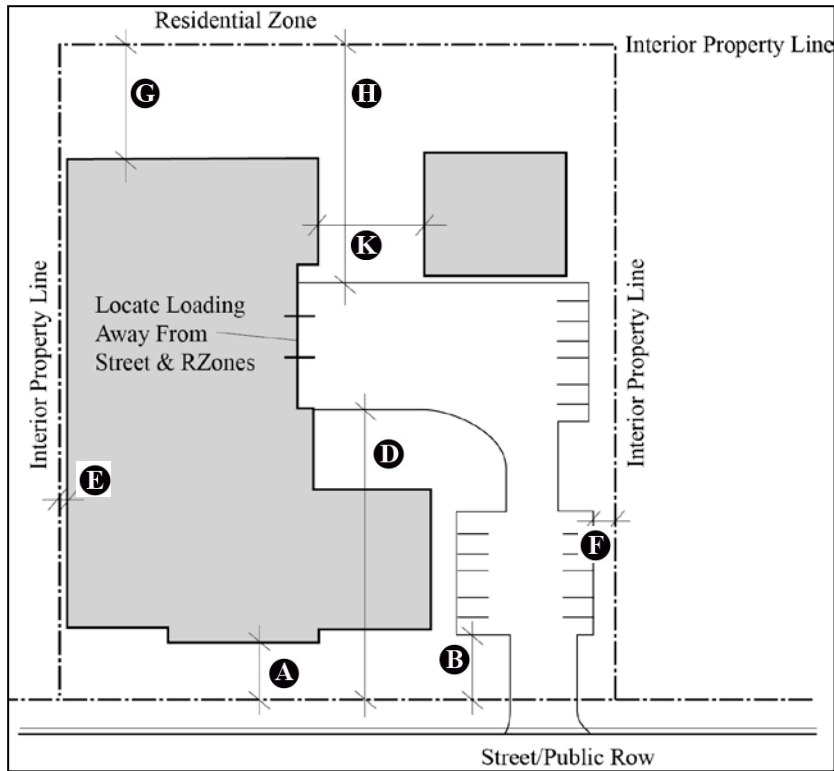 Residential Zone
Interior Property Line
G
H
K
Locate Loading
Away From
Street & RZones
Interior Property Line
Interior Property Line
D
E
F
A
B
Street/Public Row